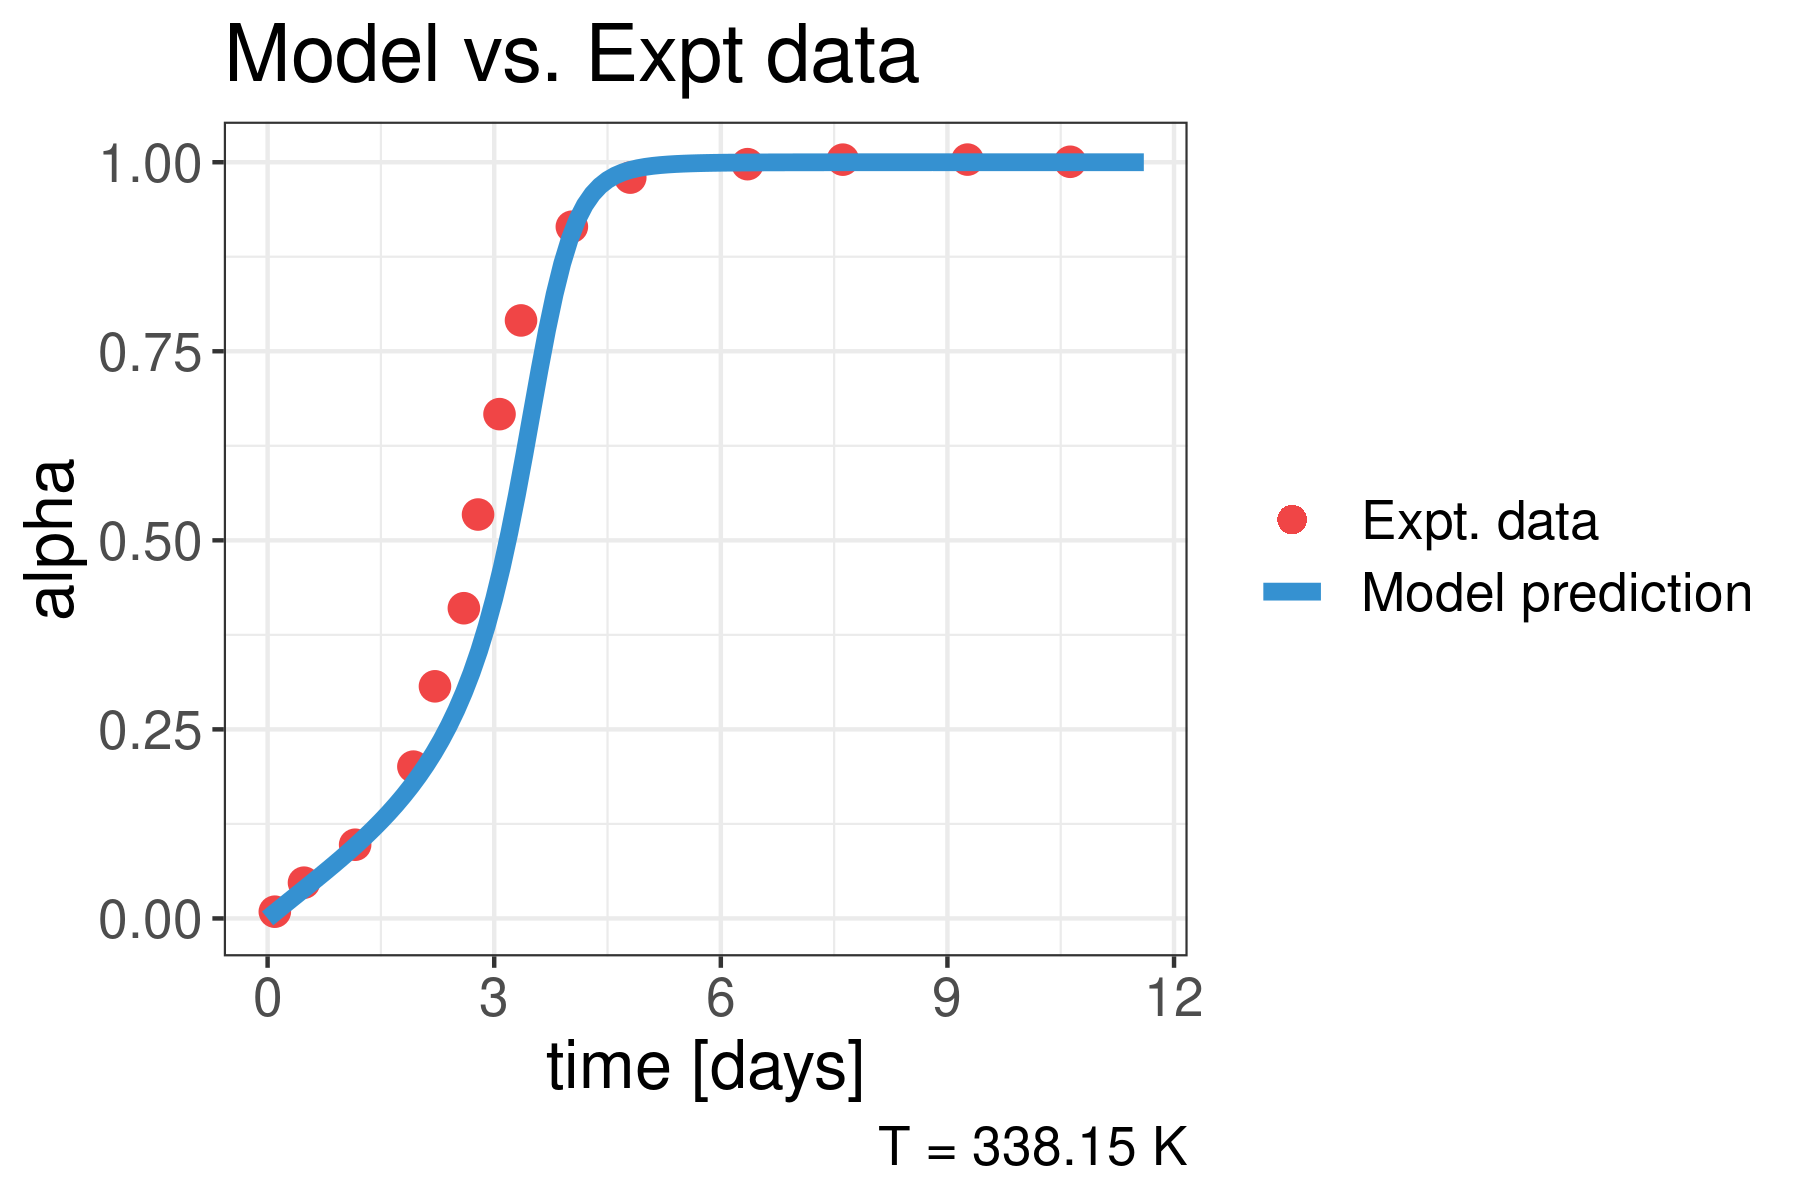 Model vs. Expt data
1.00
0.75
0.50
0.25
0.00
alpha
0 3 6 9 12
time [days]
T = 338.15 K
Expt. data
Model prediction